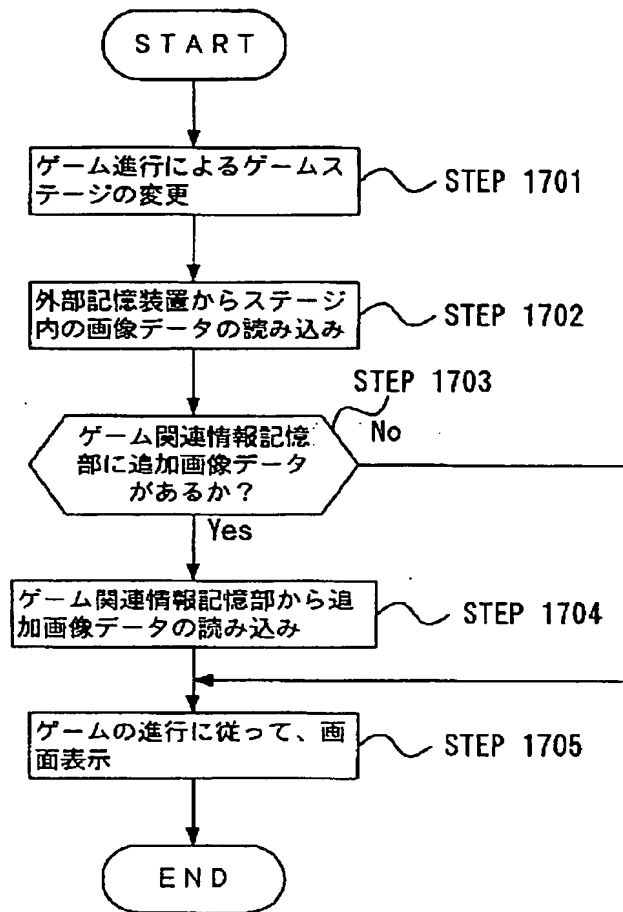 START
ゲーム進行によるゲームス
テージの変更
STEP 1701
外部記憶装置からステージ
内の画像データの読み込み
STEP 1702
STEP 1703
ゲーム関連情報記憶
部に追加画像データ
があるか？
No
Yes
ゲーム関連情報記憶部から追
加画像データの読み込み
STEP 1704
ゲームの進行に従って、画
面表示
STEP 1705
END